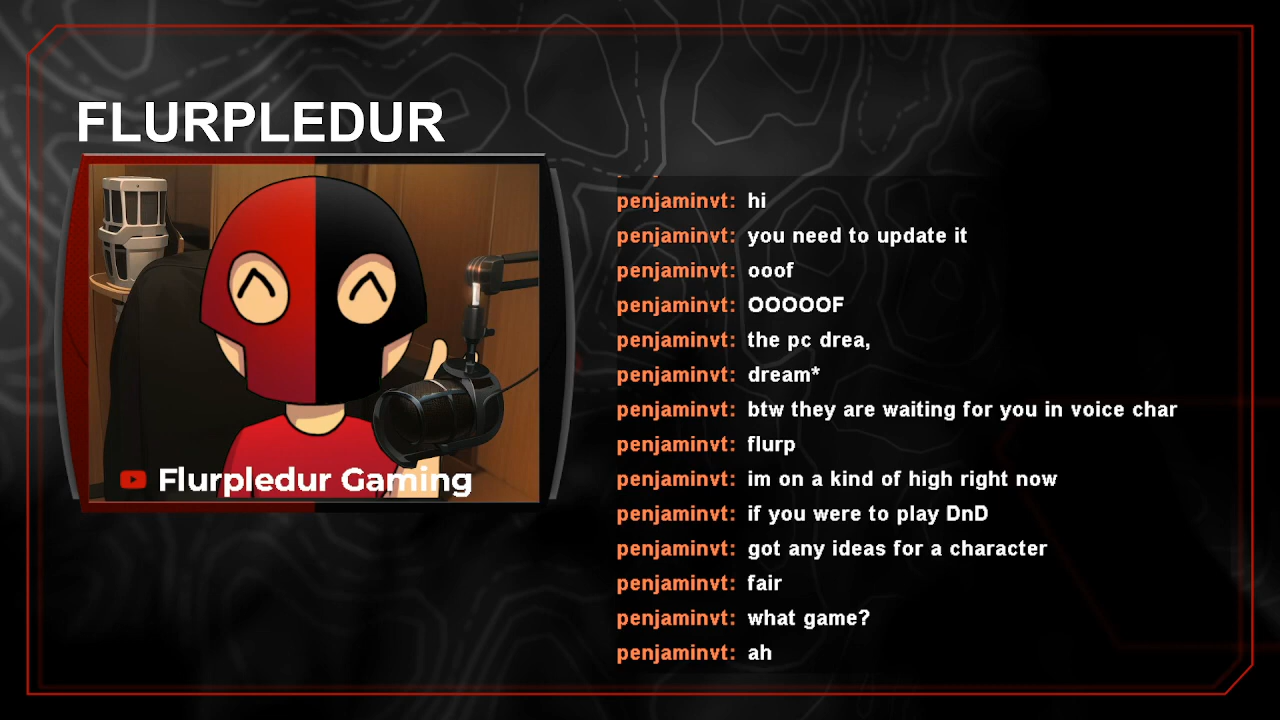 FLURPLEDUR
Flurpledur Gaming
penjaminvt: hi
penjaminvt: you need to update it
penjaminvt: ooof
penjaminvt: OOOOOF
penjaminvt: the pc drea,
penjaminvt: dream*
penjaminvt: btw they are waiting for you in voice char
penjaminvt: flurp
penjaminvt: im on a kind of high right now
penjaminvt: if you were to play DnD
penjaminvt: got any ideas for a character
penjaminvt: fair
penjaminvt: what game?
penjaminvt: ah